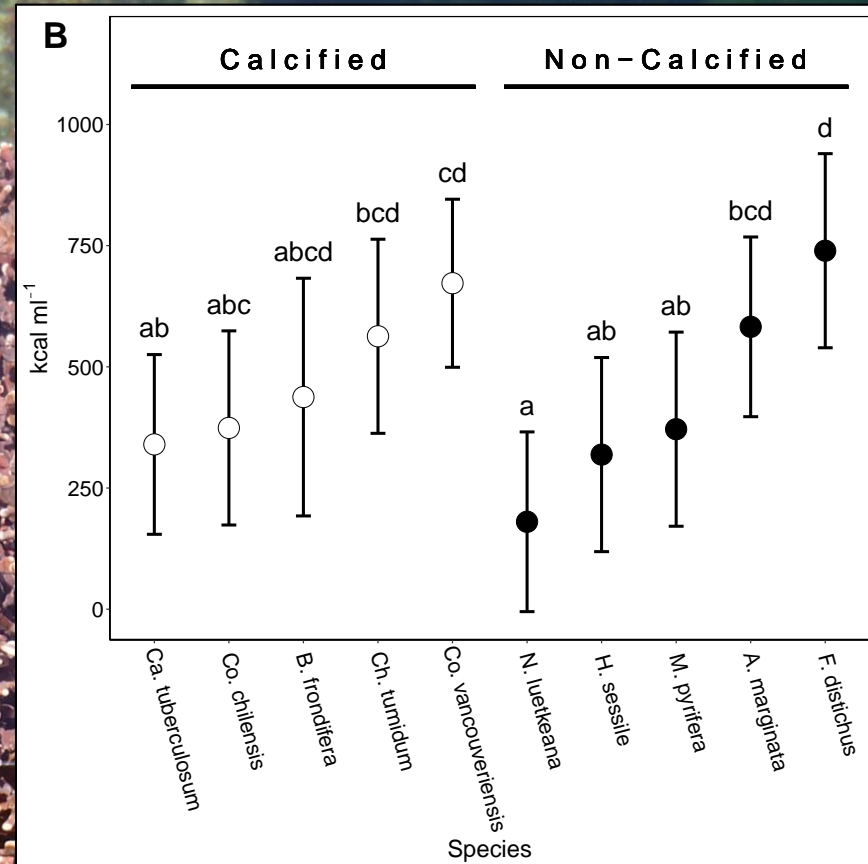 B
Calcified Non-Calcified
kcal ml⁻¹
1000
750
500
250
0
ab
abc
abcd
bcd
cd
a
ab
ab
bcd
d
Ca. tuberculosum
Co. chilensis
B. frondifera
Ch. tumidum
Co. vancouveriensis
N. luetkeana
H. sessile
M. pyrifera
A. marginata
F. distichus
Species